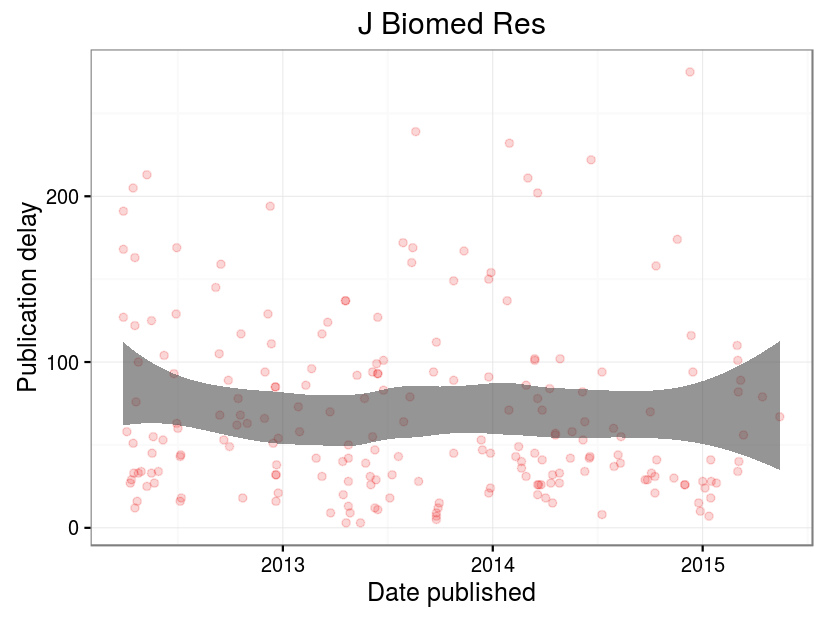 J Biomed Res
Publication delay
200
100
0
2013 2014 2015
Date published